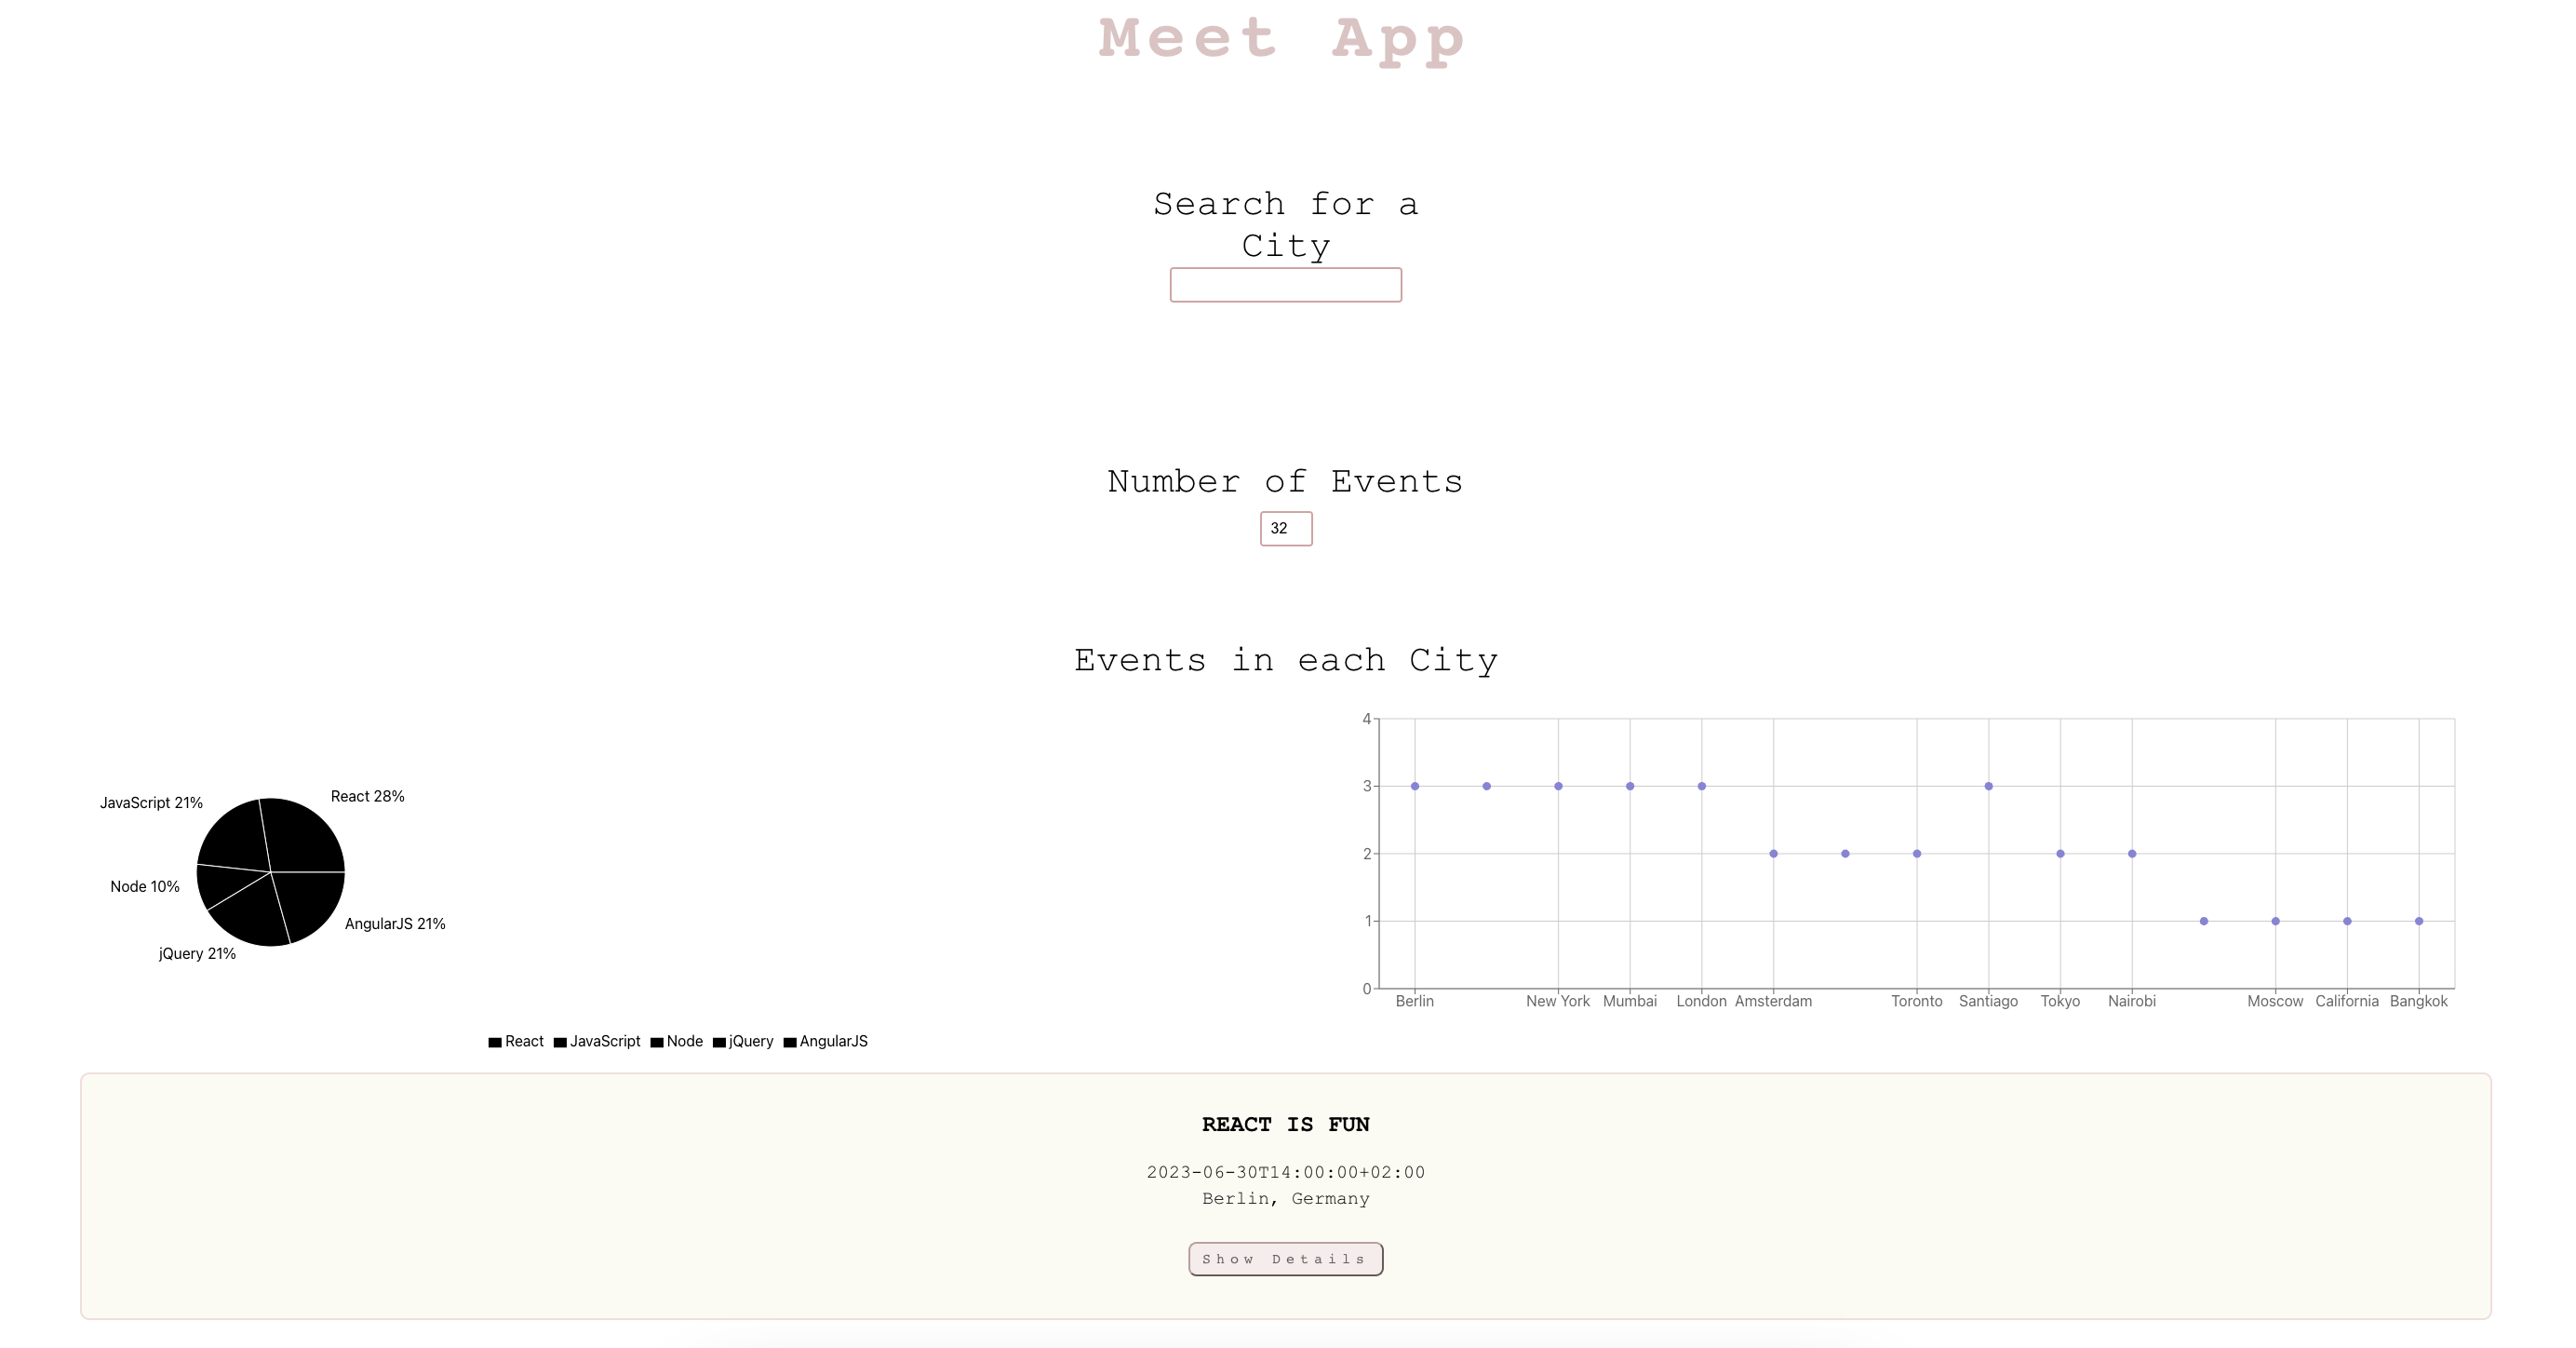 Meet App
Search for a
City
Number of Events
32
Events in each City
React 28%
JavaScript 21%
Node 10%
jQuery 21%
AngularJS 21%
React JavaScript Node jQuery AngularJS
4
3
2
1
0
Berlin New York Mumbai London Amsterdam Toronto Santiago Tokyo Nairobi Moscow California Bangkok
REACT IS FUN
2023-06-30T14:00:00+02:00
Berlin, Germany
Show Details